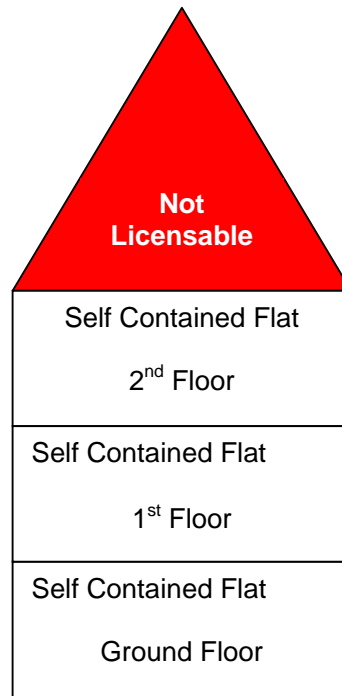 Not
Licensable
Self Contained Flat
2nd Floor
Self Contained Flat
1st Floor
Self Contained Flat
Ground Floor